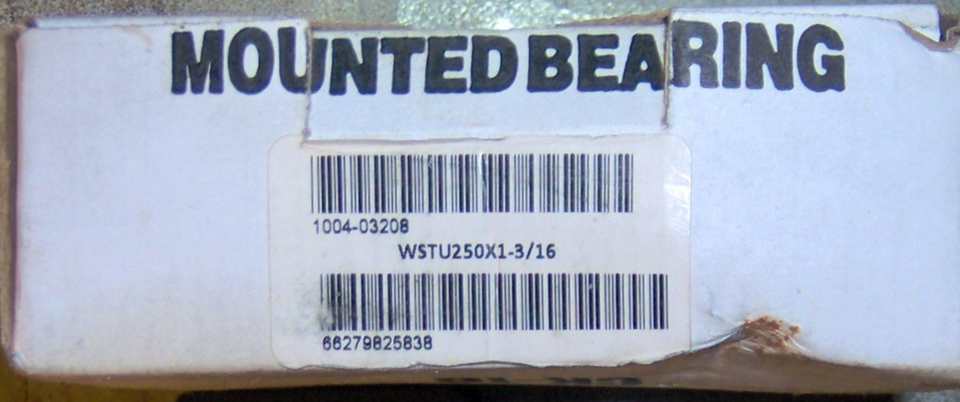 MOUNTED BEARING
1004-03208
WSTU250X1-3/16
66279825838